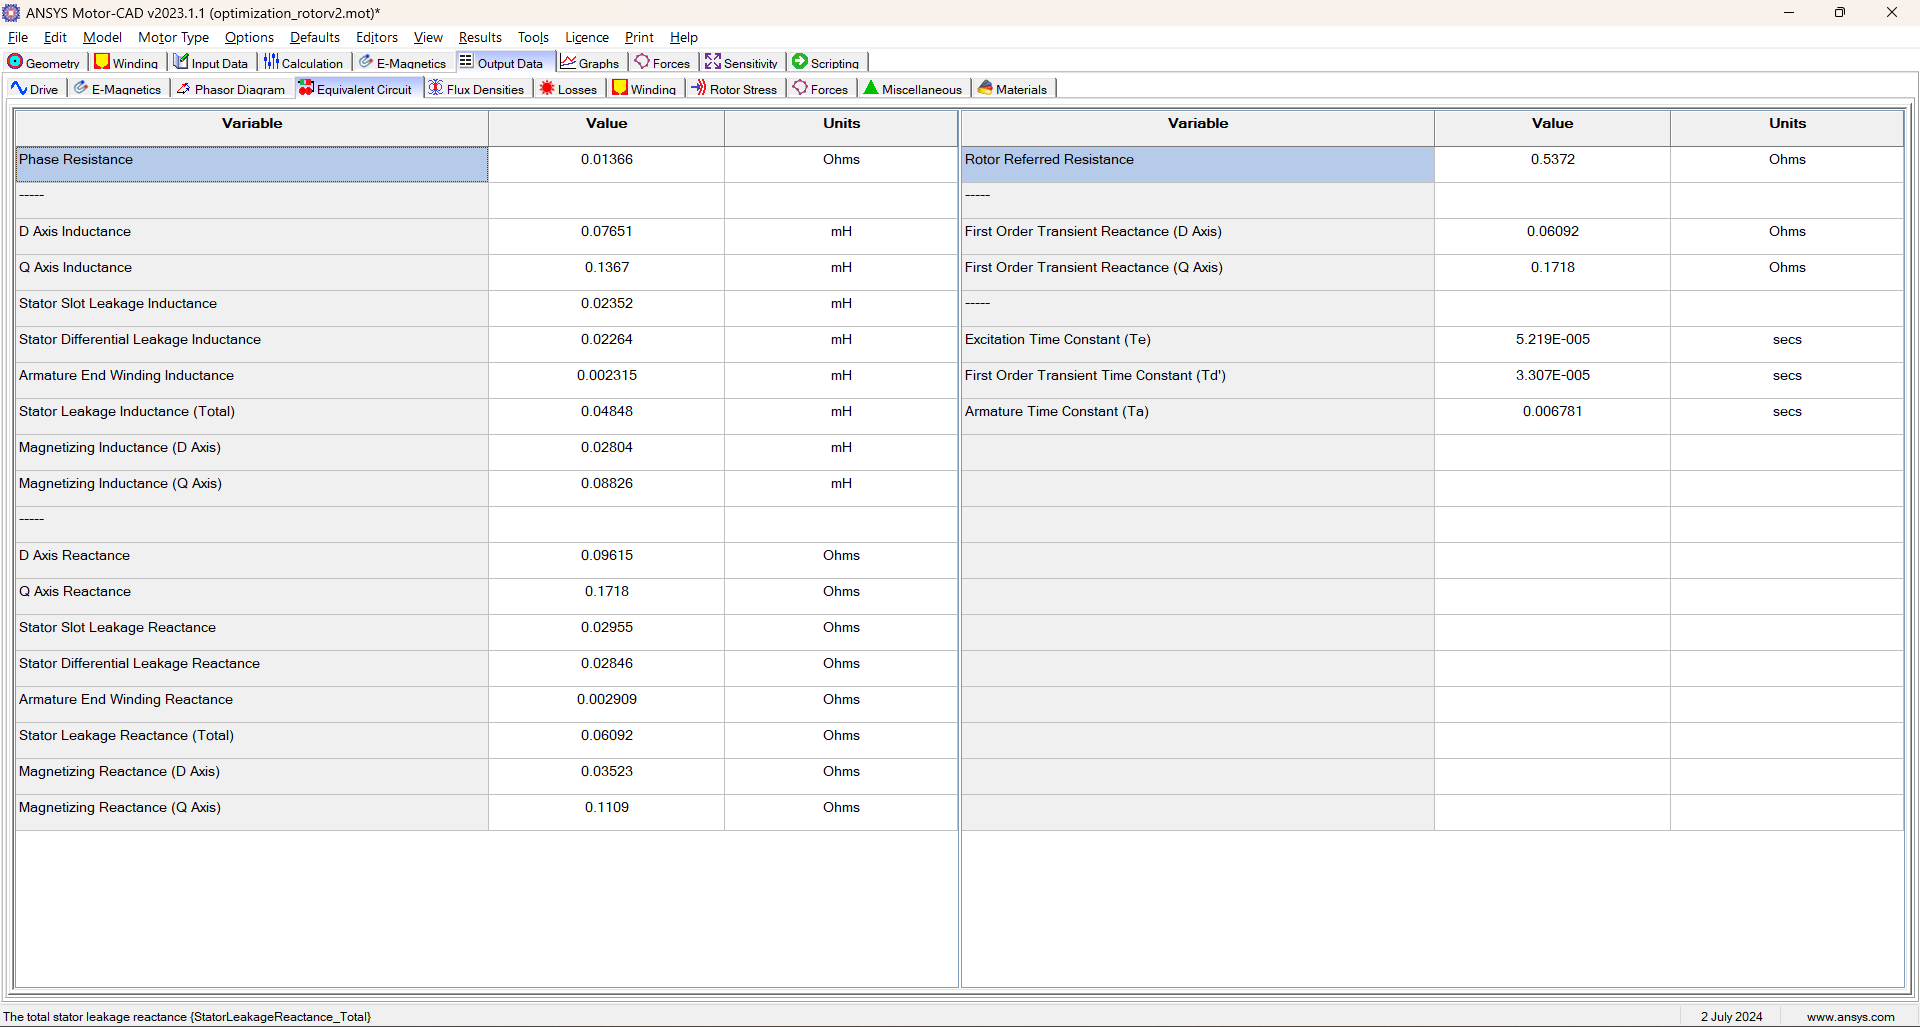 ANSYS Motor-CAD v2023.1.1 (optimization_rotorv2.mot)*
File Edit Model Motor Type Options Defaults Editors View Results Tools Licence Print Help
Geometry Winding Input Data Calculation E-Magnetics Output Data Graphs Forces Sensitivity Scripting
Drive E-Magnetics Phasor Diagram Equivalent Circuit Flux Densities Losses Winding Rotor Stress Forces Miscellaneous Materials
Variable Value Units
Phase Resistance 0.01366 Ohms
-----
D Axis Inductance 0.07651 mH
Q Axis Inductance 0.1367 mH
Stator Slot Leakage Inductance 0.02352 mH
Stator Differential Leakage Inductance 0.02264 mH
Armature End Winding Inductance 0.002315 mH
Stator Leakage Inductance (Total) 0.04848 mH
Magnetizing Inductance (D Axis) 0.02804 mH
Magnetizing Inductance (Q Axis) 0.08826 mH
-----
D Axis Reactance 0.09615 Ohms
Q Axis Reactance 0.1718 Ohms
Stator Slot Leakage Reactance 0.02955 Ohms
Stator Differential Leakage Reactance 0.02846 Ohms
Armature End Winding Reactance 0.002909 Ohms
Stator Leakage Reactance (Total) 0.06092 Ohms
Magnetizing Reactance (D Axis) 0.03523 Ohms
Magnetizing Reactance (Q Axis) 0.1109 Ohms
Variable Value Units
Rotor Referred Resistance 0.5372 Ohms
-----
First Order Transient Reactance (D Axis) 0.06092 Ohms
First Order Transient Reactance (Q Axis) 0.1718 Ohms
-----
Excitation Time Constant (Te) 5.219E-005 secs
First Order Transient Time Constant (Td') 3.307E-005 secs
Armature Time Constant (Ta) 0.006781 secs
The total stator leakage reactance {StatorLeakageReactance_Total} 2 July 2024 www.ansys.com